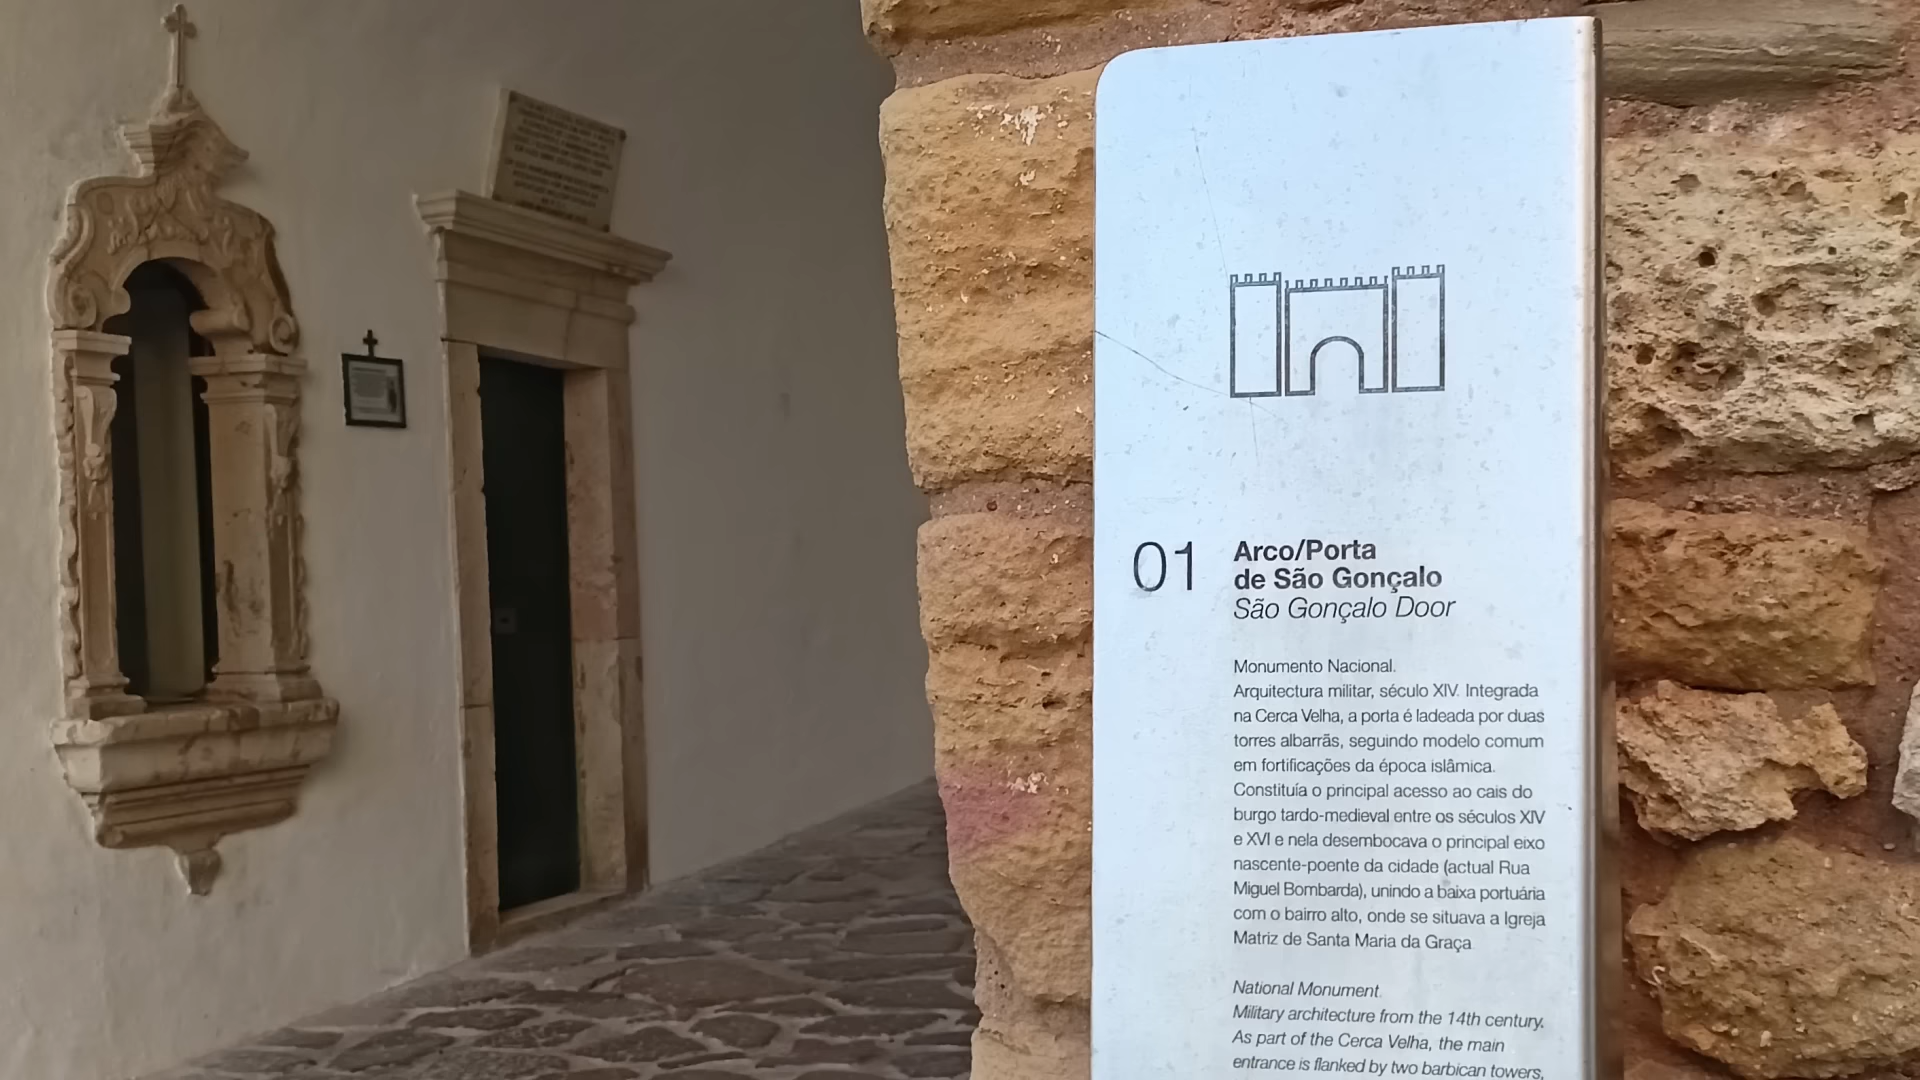 01
Arco/Porta
de São Gonçalo
São Gonçalo Door
Monumento Nacional.
Arquitectura militar, século XIV. Integrada
na Cerca Velha, a porta é ladeada por duas
torres albarrãs, seguindo modelo comum
em fortificações da época islâmica.
Constituía o principal acesso ao cais do
burgo tardo-medieval entre os séculos XIV
e XVI e nela desembocava o principal eixo
nascente-poente da cidade (actual Rua
Miguel Bombarda), unindo a baixa portuária
com o bairro alto, onde se situava a Igreja
Matriz de Santa Maria da Graça
National Monument.
Military architecture from the 14th century.
As part of the Cerca Velha, the main
entrance is flanked by two barbican towers,